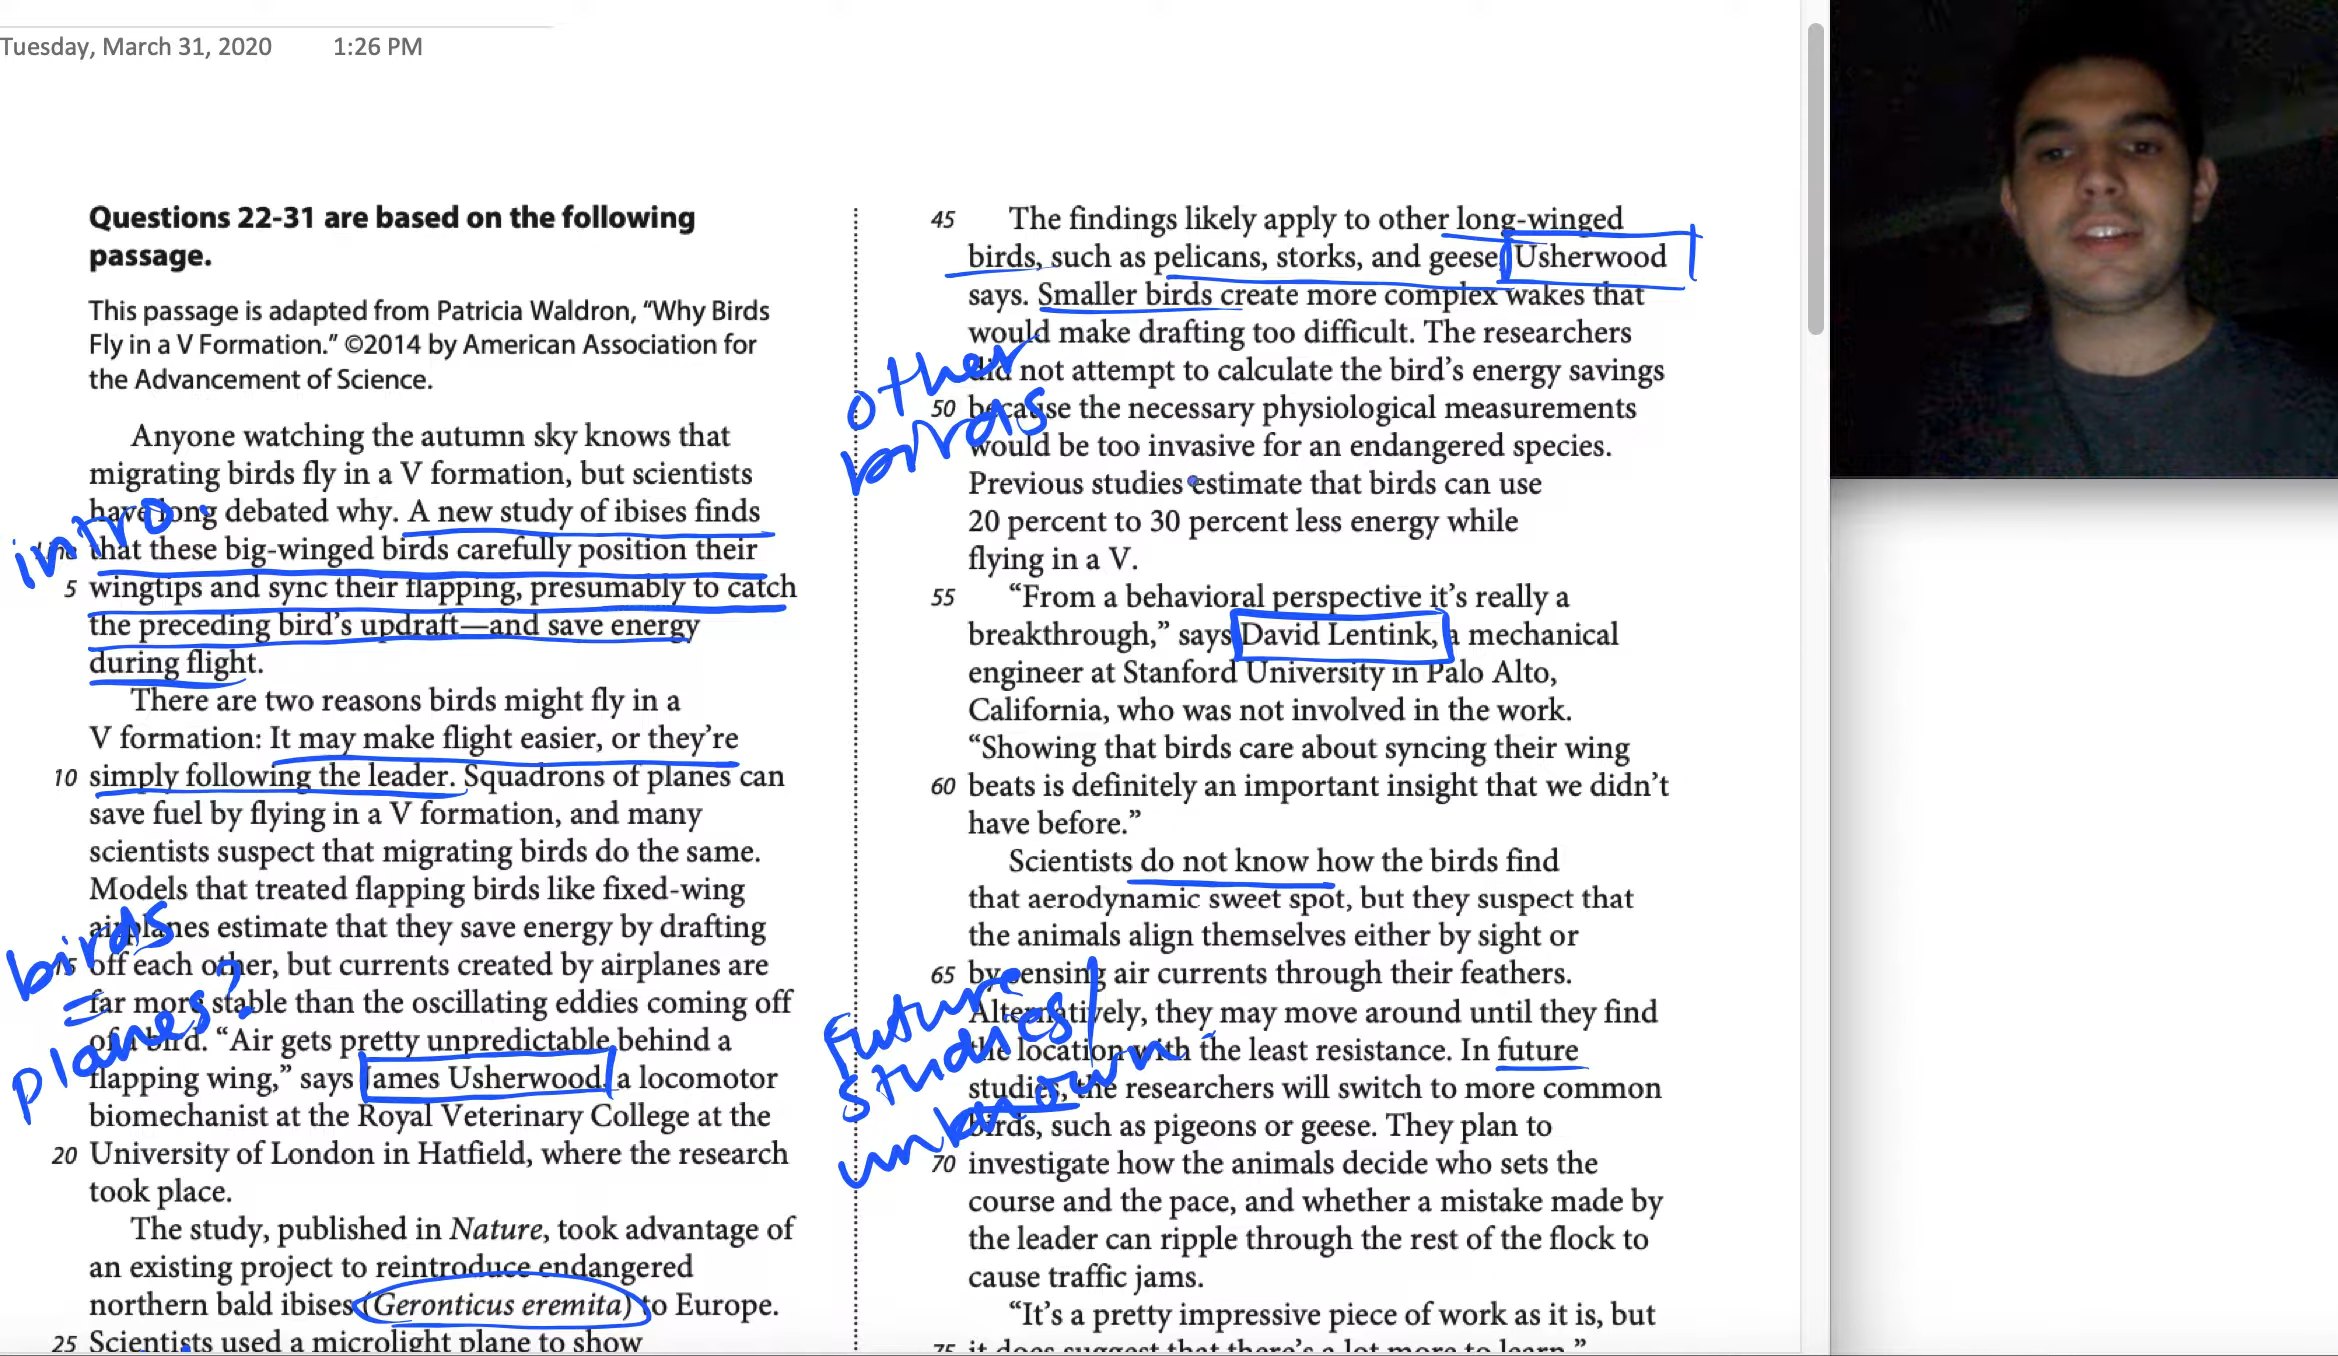 Tuesday, March 31, 2020 1:26 PM
Questions 22-31 are based on the following
passage.
This passage is adapted from Patricia Waldron, “Why Birds
Fly in a V Formation.” ©2014 by American Association for
the Advancement of Science.
Anyone watching the autumn sky knows that
migrating birds fly in a V formation, but scientists
have long debated why. A new study of ibises finds
intro.
Line that these big-winged birds carefully position their
5 wingtips and sync their flapping, presumably to catch
the preceding bird’s updraft—and save energy
during flight.
There are two reasons birds might fly in a
V formation: It may make flight easier, or they’re
10 simply following the leader. Squadrons of planes can
save fuel by flying in a V formation, and many
scientists suspect that migrating birds do the same.
Models that treated flapping birds like fixed-wing
airplanes estimate that they save energy by drafting
birds
=
planes?
15 off each other, but currents created by airplanes are
far more stable than the oscillating eddies coming off
of a bird. “Air gets pretty unpredictable behind a
flapping wing,” says James Usherwood, a locomotor
biomechanist at the Royal Veterinary College at the
20 University of London in Hatfield, where the research
took place.
The study, published in Nature, took advantage of
an existing project to reintroduce endangered
northern bald ibises (Geronticus eremita) to Europe.
25 Scientists used a microlight plane to show
45 The findings likely apply to other long-winged
birds, such as pelicans, storks, and geese, Usherwood
says. Smaller birds create more complex wakes that
would make drafting too difficult. The researchers
did not attempt to calculate the bird’s energy savings
other
birds
50 because the necessary physiological measurements
would be too invasive for an endangered species.
Previous studies estimate that birds can use
20 percent to 30 percent less energy while
flying in a V.
55 “From a behavioral perspective it’s really a
breakthrough,” says David Lentink, a mechanical
engineer at Stanford University in Palo Alto,
California, who was not involved in the work.
“Showing that birds care about syncing their wing
60 beats is definitely an important insight that we didn’t
have before.”
Scientists do not know how the birds find
that aerodynamic sweet spot, but they suspect that
the animals align themselves either by sight or
65 by sensing air currents through their feathers.
Alternatively, they may move around until they find
the location with the least resistance. In future
future
studies/
unknown.
studies, the researchers will switch to more common
birds, such as pigeons or geese. They plan to
70 investigate how the animals decide who sets the
course and the pace, and whether a mistake made by
the leader can ripple through the rest of the flock to
cause traffic jams.
“It’s a pretty impressive piece of work as it is, but
75 it does suggest that there’s a lot more to learn,”